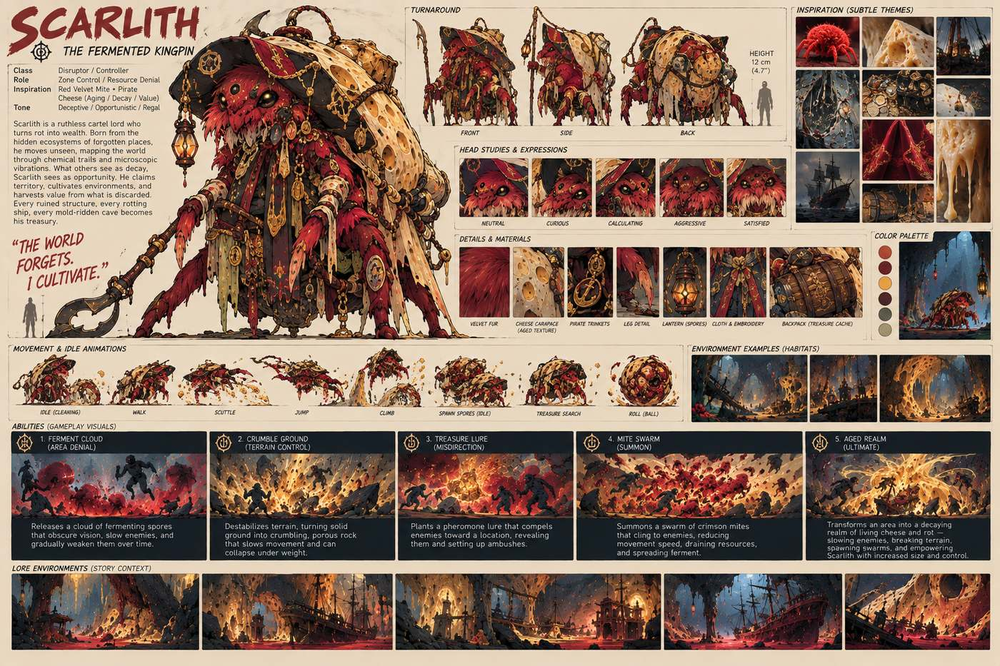 SCARLITH
THE FERMENTED KINGPIN
Class Disruptor / Controller
Role Zone Control / Resource Denial
Inspiration Red Velvet Mite + Pirate
Cheese (Aging / Decay / Value)
Tone Deceptive / Opportunistic / Regal
Scarlith is a ruthless cartel lord who
turns rot into wealth. Born from the
hidden ecosystems of forgotten places,
he moves unseen, mapping the world
through chemical trails and microscopic
vibrations. What others see as decay,
Scarlith sees as opportunity. He claims
territory, cultivates environments, and
harvests value from what is discarded.
Every ruined structure, every rotting
ship, every mold-ridden cave becomes
his treasury.
"THE WORLD
FORGETS.
I CULTIVATE."
TURNAROUND
FRONT
SIDE
BACK
HEIGHT
12 cm
(4.7")
INSPIRATION (SUBTLE THEMES)
HEAD STUDIES & EXPRESSIONS
NEUTRAL
CURIOUS
CALCULATING
AGGRESSIVE
SATISFIED
DETAILS & MATERIALS
VELVET FUR
CHEESE CARAPACE
(AGED TEXTURE)
PIRATE TRINKETS
LEG DETAIL
LANTERN (SPORES)
CLOTH & EMBROIDERY
BACKPACK (TREASURE CACHE)
COLOR PALETTE
MOVEMENT & IDLE ANIMATIONS
IDLE (CLEANING)
WALK
SCUTTLE
JUMP
CLIMB
SPAWN SPORES (IDLE)
TREASURE SEARCH
ROLL (BALL)
ENVIRONMENT EXAMPLES (HABITATS)
ABILITIES (GAMEPLAY VISUALS)
1. FERMENT CLOUD
(AREA DENIAL)
Releases a cloud of fermenting spores
that obscure vision, slow enemies, and
gradually weaken them over time.
2. CRUMBLE GROUND
(TERRAIN CONTROL)
Destabilizes terrain, turning solid
ground into crumbling, porous rock
that slows movement and can
collapse under weight.
3. TREASURE LURE
(MISDIRECTION)
Plants a pheromone lure that compels
enemies toward a location, revealing
them and setting up ambushes.
4. MITE SWARM
(SUMMON)
Summons a swarm of crimson mites
that cling to enemies, reducing
movement speed, draining resources,
and spreading ferment.
5. AGED REALM
(ULTIMATE)
Transforms an area into a decaying
realm of living cheese and rot —
slowing enemies, breaking terrain,
spawning swarms, and empowering
Scarlith with increased size and control.
LORE ENVIRONMENTS (STORY CONTEXT)